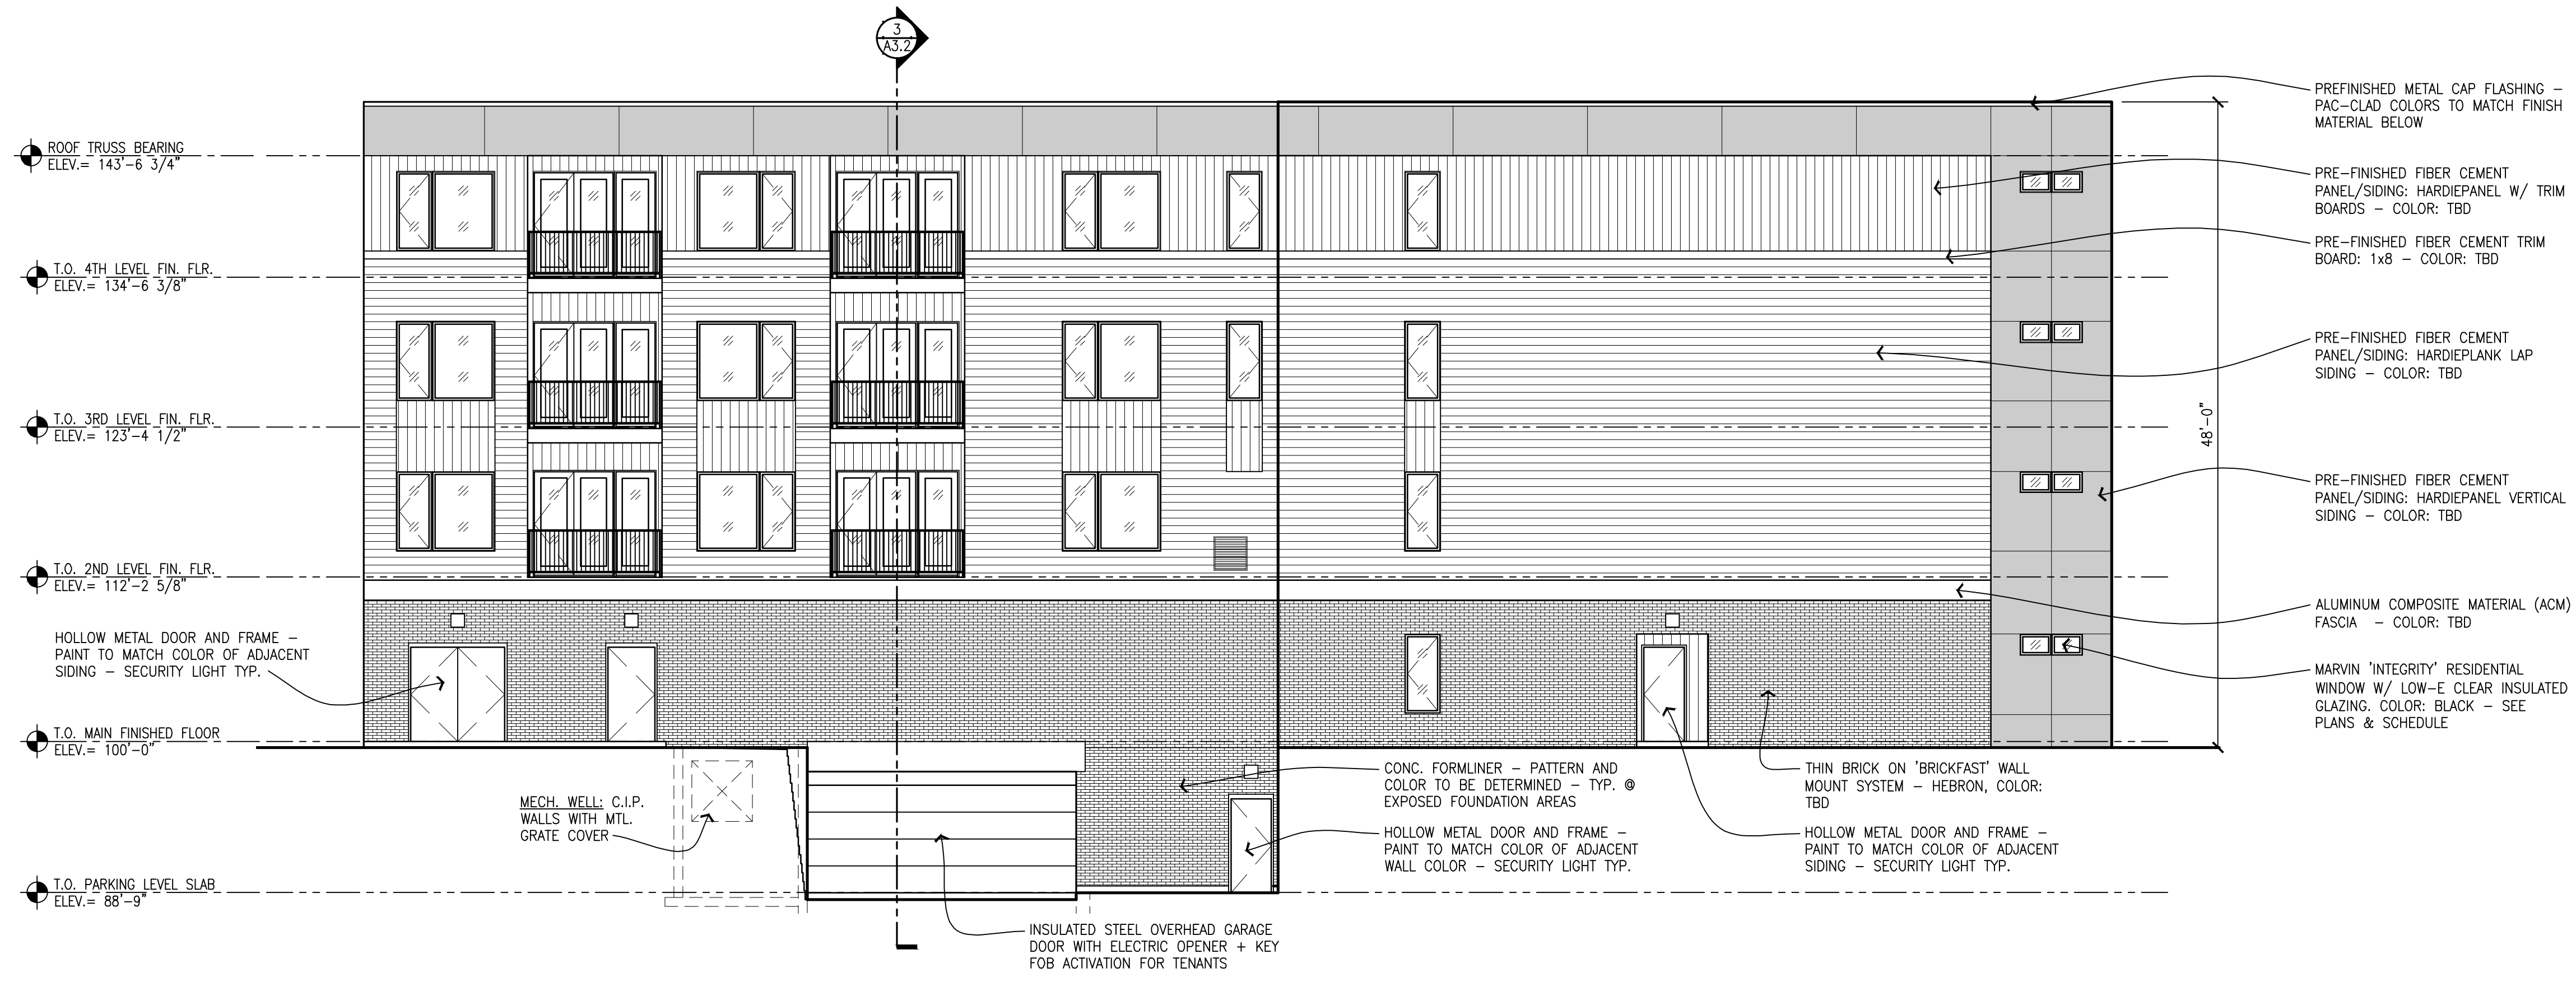 3
A3.2
PREFINISHED METAL CAP FLASHING –
PAC–CLAD COLORS TO MATCH FINISH
MATERIAL BELOW
ROOF TRUSS BEARING
ELEV.= 143'–6 3/4"
PRE–FINISHED FIBER CEMENT
PANEL/SIDING: HARDIEPANEL W/ TRIM
BOARDS – COLOR: TBD
PRE–FINISHED FIBER CEMENT TRIM
BOARD: 1x8 – COLOR: TBD
T.O. 4TH LEVEL FIN. FLR.
ELEV.= 134'–6 3/8"
PRE–FINISHED FIBER CEMENT
PANEL/SIDING: HARDIEPLANK LAP
SIDING – COLOR: TBD
T.O. 3RD LEVEL FIN. FLR.
ELEV.= 123'–4 1/2"
48'–0"
PRE–FINISHED FIBER CEMENT
PANEL/SIDING: HARDIEPANEL VERTICAL
SIDING – COLOR: TBD
T.O. 2ND LEVEL FIN. FLR.
ELEV.= 112'–2 5/8"
ALUMINUM COMPOSITE MATERIAL (ACM)
FASCIA – COLOR: TBD
HOLLOW METAL DOOR AND FRAME –
PAINT TO MATCH COLOR OF ADJACENT
SIDING – SECURITY LIGHT TYP.
MARVIN 'INTEGRITY' RESIDENTIAL
WINDOW W/ LOW–E CLEAR INSULATED
GLAZING. COLOR: BLACK – SEE
PLANS & SCHEDULE
T.O. MAIN FINISHED FLOOR
ELEV.= 100'–0"
CONC. FORMLINER – PATTERN AND
COLOR TO BE DETERMINED – TYP. @
EXPOSED FOUNDATION AREAS
THIN BRICK ON 'BRICKFAST' WALL
MOUNT SYSTEM – HEBRON, COLOR:
TBD
MECH. WELL: C.I.P.
WALLS WITH MTL.
GRATE COVER
HOLLOW METAL DOOR AND FRAME –
PAINT TO MATCH COLOR OF ADJACENT
WALL COLOR – SECURITY LIGHT TYP.
HOLLOW METAL DOOR AND FRAME –
PAINT TO MATCH COLOR OF ADJACENT
SIDING – SECURITY LIGHT TYP.
T.O. PARKING LEVEL SLAB
ELEV.= 88'–9"
INSULATED STEEL OVERHEAD GARAGE
DOOR WITH ELECTRIC OPENER + KEY
FOB ACTIVATION FOR TENANTS